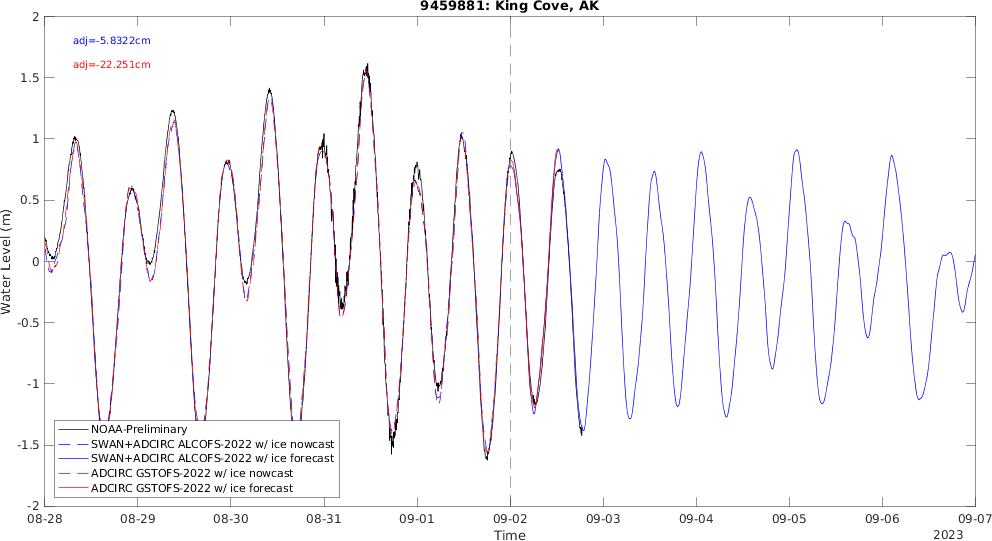 9459881: King Cove, AK
adj=-5.8322cm
adj=-22.251cm
Water Level (m)
2
1.5
1
0.5
0
-0.5
-1
-1.5
-2
NOAA-Preliminary
SWAN+ADCIRC ALCOFS-2022 w/ ice nowcast
SWAN+ADCIRC ALCOFS-2022 w/ ice forecast
ADCIRC GSTOFS-2022 w/ ice nowcast
ADCIRC GSTOFS-2022 w/ ice forecast
08-28 08-29 08-30 08-31 09-01 09-02 09-03 09-04 09-05 09-06 09-07
Time
2023